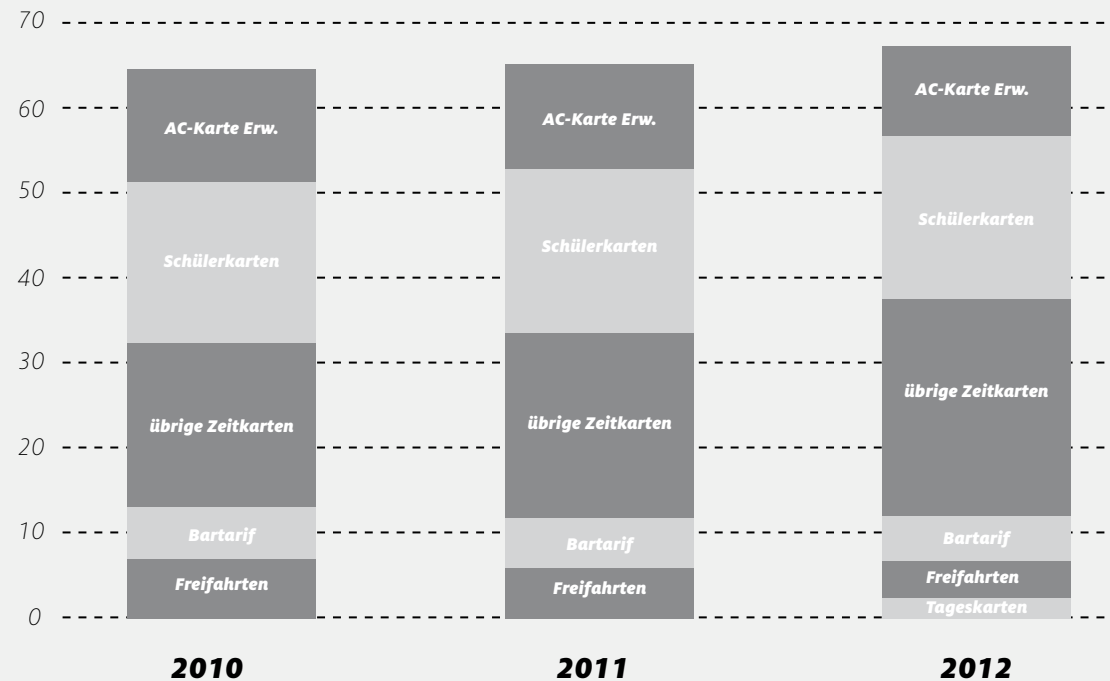 70
60
50
40
30
20
10
0
AC-Karte Erw.
Schülerkarten
übrige Zeitkarten
Bartarif
Freifahrten
2010
AC-Karte Erw.
Schülerkarten
übrige Zeitkarten
Bartarif
Freifahrten
2011
AC-Karte Erw.
Schülerkarten
übrige Zeitkarten
Bartarif
Freifahrten
Tageskarten
2012